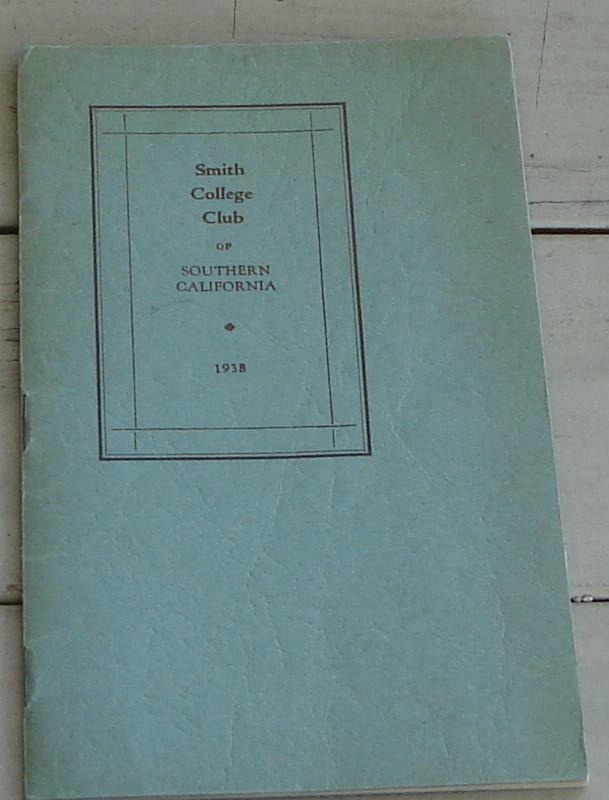 Smith
College
Club
OF
SOUTHERN
CALIFORNIA
1938